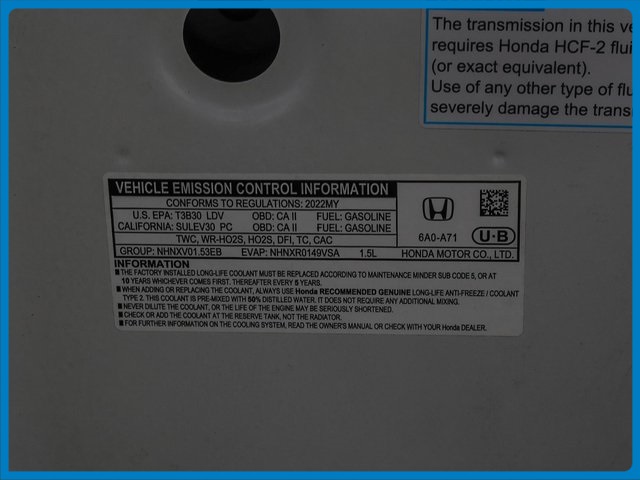 The transmission in this
requires Honda HCF-2
(or exact equivalent).
Use of any other type of
severely damage the
VEHICLE EMISSION CONTROL INFORMATION
CONFORMS TO REGULATIONS: 2022MY
U.S. EPA: T3B30 LDV OBD: CA II FUEL: GASOLINE
CALIFORNIA: SULEV30 PC OBD: CA II FUEL: GASOLINE
TWC, WR-HO2S, HO2S, DFI, TC, CAC
GROUP: NHNXV01.53EB EVAP: NHNXR0149VSA 1.5L
6A0-A71 U·B
HONDA MOTOR CO., LTD.
INFORMATION
■ THE FACTORY INSTALLED LONG-LIFE COOLANT MUST BE REPLACED ACCORDING TO MAINTENANCE MINDER SUB CODE 5, OR AT
10 YEARS WHICHEVER COMES FIRST. THEREAFTER EVERY 5 YEARS.
■ WHEN ADDING OR REPLACING THE COOLANT, ALWAYS USE Honda RECOMMENDED GENUINE LONG-LIFE ANTI-FREEZE / COOLANT
TYPE 2. THIS COOLANT IS PRE-MIXED WITH 50% DISTILLED WATER. IT DOES NOT REQUIRE ANY ADDITIONAL MIXING.
■ NEVER DILUTE THE COOLANT, OR THE LIFE OF THE ENGINE MAY BE SERIOUSLY SHORTENED.
■ CHECK OR ADD THE COOLANT AT THE RESERVE TANK, NOT THE RADIATOR.
■ FOR FURTHER INFORMATION ON THE COOLING SYSTEM, READ THE OWNER'S MANUAL OR CHECK WITH YOUR Honda DEALER.